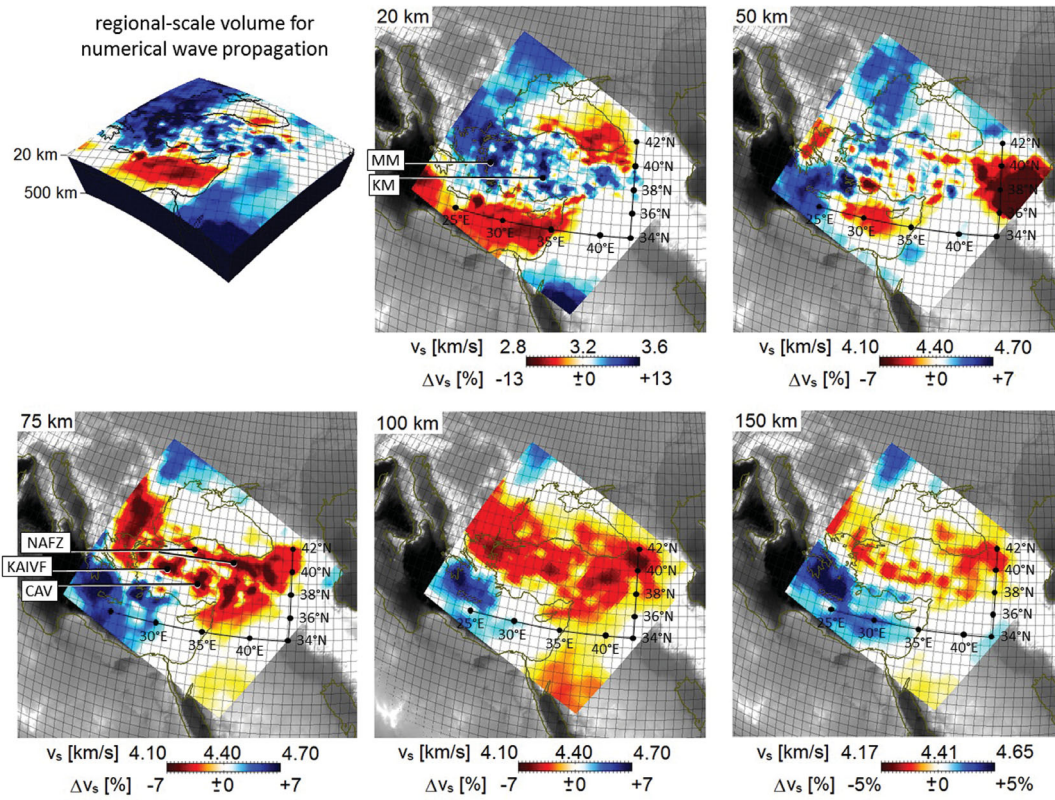 regional-scale volume for
numerical wave propagation
20 km
500 km
20 km
MM
KM
42°N
40°N
38°N
36°N
34°N
25°E
30°E
35°E
40°E
vs [km/s] 2.8 3.2 3.6
Δvs [%] -13 ±0 +13
50 km
42°N
40°N
38°N
36°N
34°N
25°E
30°E
35°E
40°E
vs [km/s] 4.10 4.40 4.70
Δvs [%] -7 ±0 +7
75 km
NAFZ
KAIVF
CAV
42°N
40°N
38°N
36°N
34°N
30°E
35°E
40°E
vs [km/s] 4.10 4.40 4.70
Δvs [%] -7 ±0 +7
100 km
42°N
40°N
38°N
36°N
34°N
25°E
30°E
35°E
40°E
vs [km/s] 4.10 4.40 4.70
Δvs [%] -7 ±0 +7
150 km
42°N
40°N
38°N
36°N
34°N
25°E
30°E
35°E
40°E
vs [km/s] 4.17 4.41 4.65
Δvs [%] -5% ±0 +5%